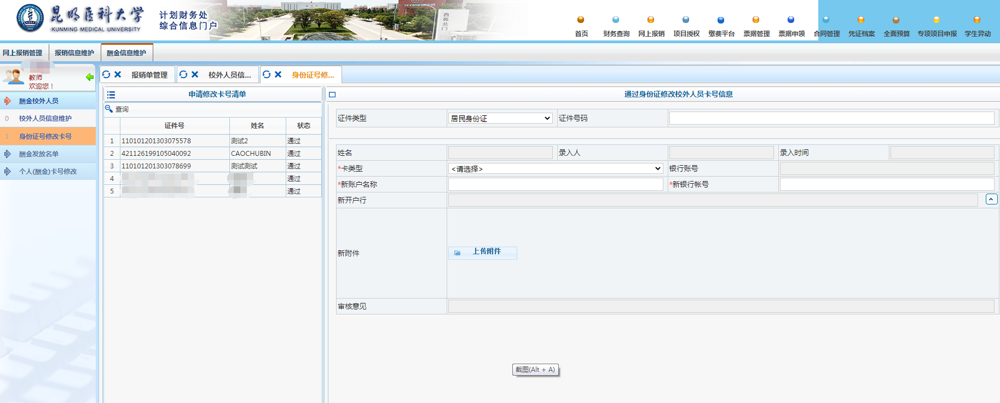 昆明医科大学
KUNMING MEDICAL UNIVERSITY
计划财务处
综合信息门户
西苑北门
首页 财务查询 网上报销 项目授权 缴费平台 票据管理 票据申领 合同管理 凭证档案 全面预算 专项项目申报 学生异动
网上报销管理 报销信息维护 酬金信息维护
教师
欢迎您！
报销单管理 校外人员信... 身份证号修...
酬金校外人员
0 校外人员信息维护
1 身份证号修改卡号
酬金发放名单
个人(酬金)卡号修改
申请修改卡号清单
查询
证件号 姓名 状态
1 110101201303075578 测试2 通过
2 421126199105040092 CAOCHUBIN 通过
3 110101201303078699 测试测试 通过
4 通过
5 通过
通过身份证修改校外人员卡号信息
证件类型 居民身份证 证件号码
姓名 录入人 录入时间
*卡类型 <请选择> 银行账号
*新账户名称 *新银行帐号
新开户行
新附件 上传附件
审核意见
截图(Alt + A)